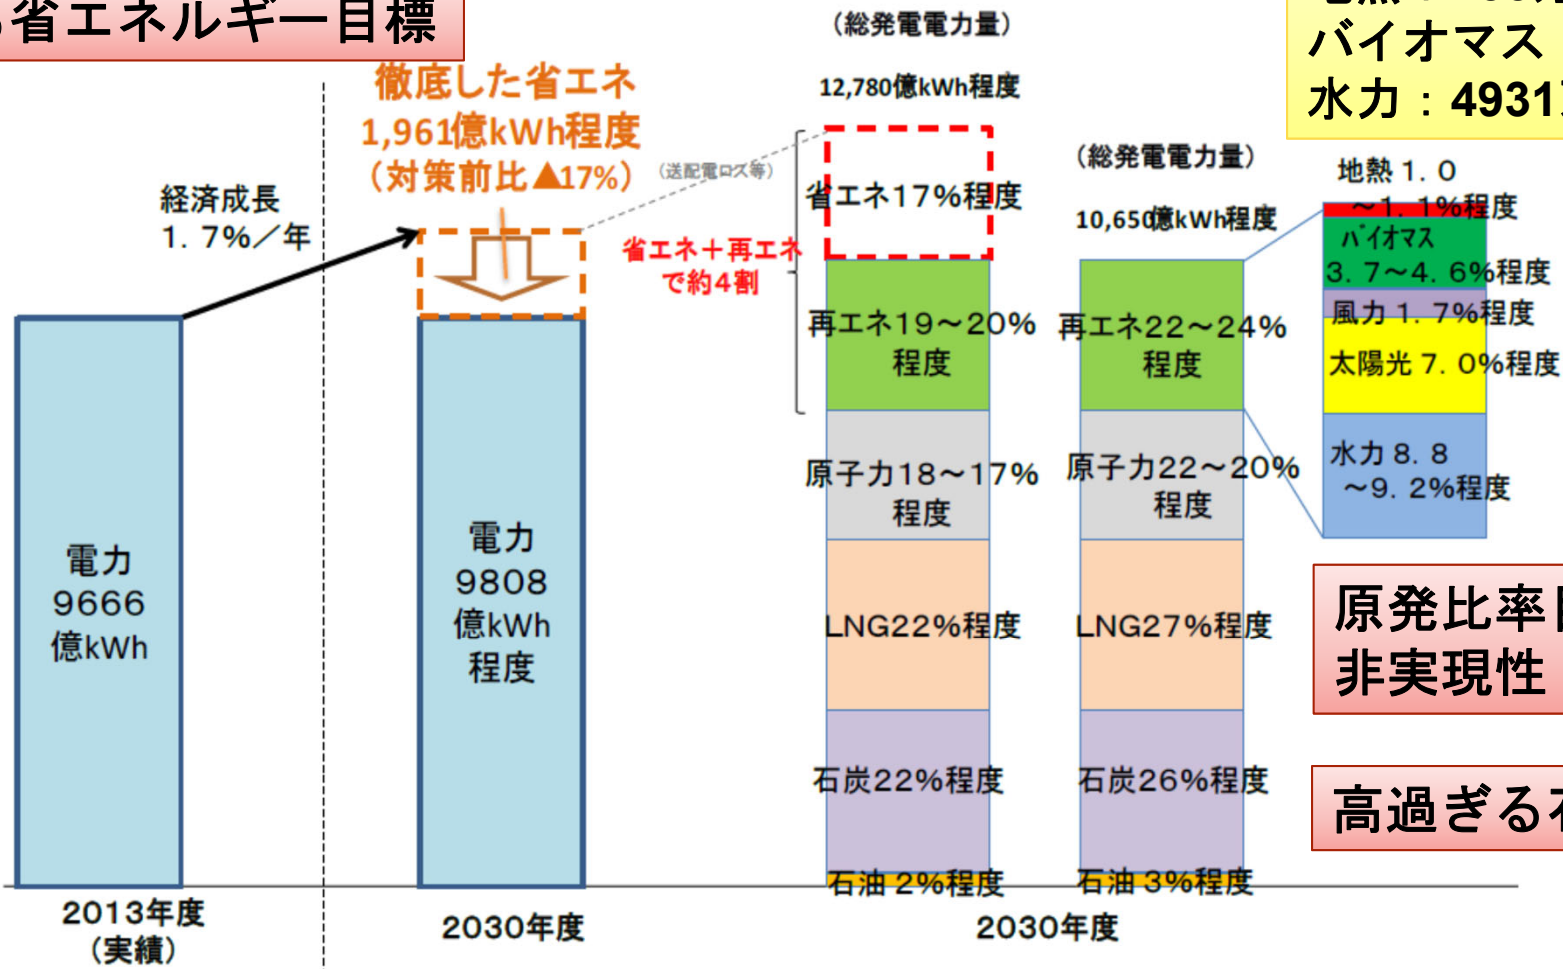 省エネルギー目標
徹底した省エネ
1,961億kWh程度
（対策前比▲17%）
経済成長
１．７%／年
（送配電ロス等）
省エネ＋再エネ
で約４割
電力
９６６６
億kWh
電力
９８０８
億kWh
程度
２０１３年度
（実績）
２０３０年度
（総発電電力量）
12,780億kWh程度
省エネ１７%程度
再エネ１９～２０%
程度
原子力１８～１７%
程度
LNG２２%程度
石炭２２%程度
石油 ２%程度
（総発電電力量）
10,650億kWh程度
再エネ２２～２４%
程度
原子力２２～２０%
程度
LNG２７%程度
石炭２６%程度
石油 ３%程度
２０３０年度
バイオマス
水力：4931
地熱 １．０
～１．１%程度
バイオマス
３．７～４．６%程度
風力 １．７%程度
太陽光 ７．０%程度
水力 ８．８
～９．２%程度
原発比率
非実現性
高過ぎる